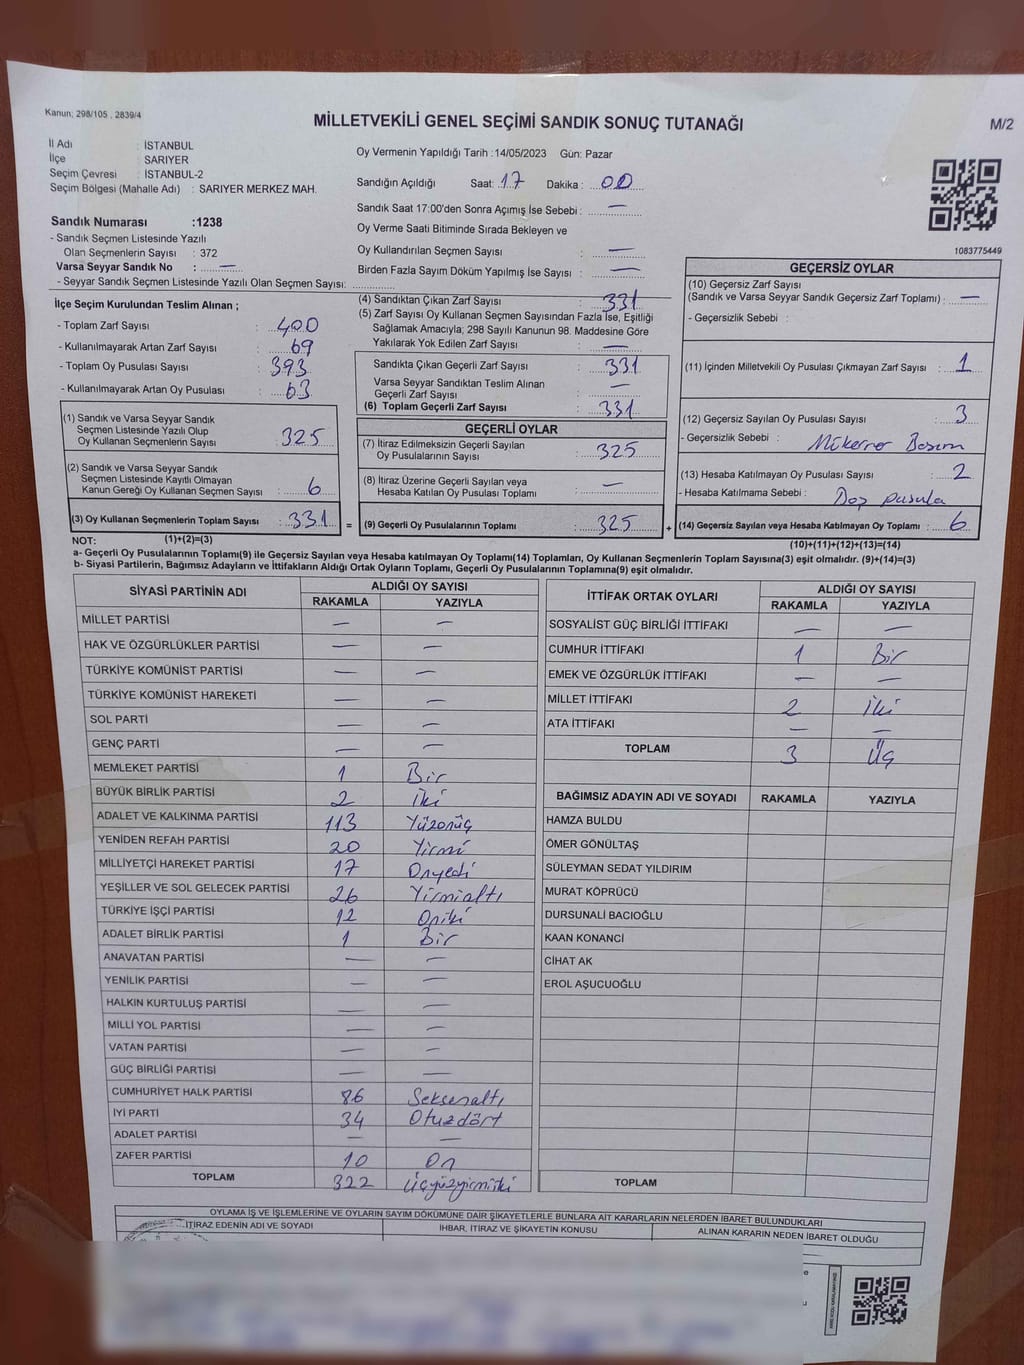 Kanun; 298/105 , 2839/4
MİLLETVEKİLİ GENEL SEÇİMİ SANDIK SONUÇ TUTANAĞI
M/2
İl Adı : İSTANBUL
İlçe SARIYER
Seçim Çevresi : İSTANBUL-2
Seçim Bölgesi (Mahalle Adı) : SARIYER MERKEZ MAH.
Sandık Numarası :1238
- Sandık Seçmen Listesinde Yazılı
Olan Seçmenlerin Sayısı : 372
Varsa Seyyar Sandık No : —
- Seyyar Sandık Seçmen Listesinde Yazılı Olan Seçmen Sayısı:
Oy Vermenin Yapıldığı Tarih :14/05/2023 Gün: Pazar
Sandığın Açıldığı Saat: 17 Dakika : 00
Sandık Saat 17:00'den Sonra Açımış İse Sebebi : —
Oy Verme Saati Bitiminde Sırada Bekleyen ve
Oy Kullandırılan Seçmen Sayısı : —
Birden Fazla Sayım Döküm Yapılmış İse Sayısı : —
1083775449
İlçe Seçim Kurulundan Teslim Alınan ;
- Toplam Zarf Sayısı : 400
- Kullanılmayarak Artan Zarf Sayısı : 69
- Toplam Oy Pusulası Sayısı : 393
- Kullanılmayarak Artan Oy Pusulası : 63
(1) Sandık ve Varsa Seyyar Sandık
Seçmen Listesinde Yazılı Olup
Oy Kullanan Seçmenlerin Sayısı : 325
(2) Sandık ve Varsa Seyyar Sandık
Seçmen Listesinde Kayıtlı Olmayan
Kanun Gereği Oy Kullanan Seçmen Sayısı : 6
(3) Oy Kullanan Seçmenlerin Toplam Sayısı : 331 =
(1)+(2)=(3)
(4) Sandıktan Çıkan Zarf Sayısı : 331
(5) Zarf Sayısı Oy Kullanan Seçmen Sayısından Fazla İse, Eşitliği
Sağlamak Amacıyla; 298 Sayılı Kanunun 98. Maddesine Göre
Yakılarak Yok Edilen Zarf Sayısı : —
Sandıkta Çıkan Geçerli Zarf Sayısı : 331
Varsa Seyyar Sandıktan Teslim Alınan
Geçerli Zarf Sayısı : —
(6) Toplam Geçerli Zarf Sayısı : 331
GEÇERLİ OYLAR
(7) İtiraz Edilmeksizin Geçerli Sayılan
Oy Pusulalarının Sayısı : 325
(8) İtiraz Üzerine Geçerli Sayılan veya
Hesaba Katılan Oy Pusulası Toplamı : —
(9) Geçerli Oy Pusulalarının Toplamı : 325 +
GEÇERSİZ OYLAR
(10) Geçersiz Zarf Sayısı
(Sandık ve Varsa Seyyar Sandık Geçersiz Zarf Toplamı) : —
- Geçersizlik Sebebi :
(11) İçinden Milletvekili Oy Pusulası Çıkmayan Zarf Sayısı : 1
(12) Geçersiz Sayılan Oy Pusulası Sayısı : 3
- Geçersizlik Sebebi : Mükerrer Basım
(13) Hesaba Katılmayan Oy Pusulası Sayısı : 2
- Hesaba Katılmama Sebebi : Boş pusula
(14) Geçersiz Sayılan veya Hesaba Katılmayan Oy Toplamı : 6
(10)+(11)+(12)+(13)=(14)
NOT:
a- Geçerli Oy Pusulalarının Toplamı(9) ile Geçersiz Sayılan veya Hesaba katılmayan Oy Toplamı(14) Toplamları, Oy Kullanan Seçmenlerin Toplam Sayısına(3) eşit olmalıdır. (9)+(14)=(3)
b- Siyasi Partilerin, Bağımsız Adayların ve İttifakların Aldığı Ortak Oyların Toplamı, Geçerli Oy Pusulalarının Toplamına(9) eşit olmalıdır.
SİYASİ PARTİNİN ADI ALDIĞI OY SAYISI
RAKAMLA YAZIYLA
MİLLET PARTİSİ — —
HAK VE ÖZGÜRLÜKLER PARTİSİ — —
TÜRKİYE KOMÜNİST PARTİSİ — —
TÜRKİYE KOMÜNİST HAREKETİ — —
SOL PARTİ — —
GENÇ PARTİ — —
MEMLEKET PARTİSİ 1 Bir
BÜYÜK BİRLİK PARTİSİ 2 İki
ADALET VE KALKINMA PARTİSİ 113 Yüzonüç
YENİDEN REFAH PARTİSİ 20 Yirmi
MİLLİYETÇİ HAREKET PARTİSİ 17 Onyedi
YEŞİLLER VE SOL GELECEK PARTİSİ 26 Yirmialtı
TÜRKİYE İŞÇİ PARTİSİ 12 Oniki
ADALET BİRLİK PARTİSİ 1 Bir
ANAVATAN PARTİSİ — —
YENİLİK PARTİSİ — —
HALKIN KURTULUŞ PARTİSİ — —
MİLLİ YOL PARTİSİ — —
VATAN PARTİSİ — —
GÜÇ BİRLİĞİ PARTİSİ — —
CUMHURİYET HALK PARTİSİ 86 Seksenaltı
İYİ PARTİ 34 Otuzdört
ADALET PARTİSİ — —
ZAFER PARTİSİ 10 On
TOPLAM 322 Üçyüzyirmiiki
İTTİFAK ORTAK OYLARI ALDIĞI OY SAYISI
RAKAMLA YAZIYLA
SOSYALİST GÜÇ BİRLİĞİ İTTİFAKI — —
CUMHUR İTTİFAKI 1 Bir
EMEK VE ÖZGÜRLÜK İTTİFAKI — —
MİLLET İTTİFAKI 2 İki
ATA İTTİFAKI — —
TOPLAM 3 Üç
BAĞIMSIZ ADAYIN ADI VE SOYADI RAKAMLA YAZIYLA
HAMZA BULDU
ÖMER GÖNÜLTAŞ
SÜLEYMAN SEDAT YILDIRIM
MURAT KÖPRÜCÜ
DURSUNALİ BACIOĞLU
KAAN KONANCİ
CİHAT AK
EROL AŞUCUOĞLU
TOPLAM
OYLAMA İŞ VE İŞLEMLERİNE VE OYLARIN SAYIM DÖKÜMÜNE DAİR ŞİKAYETLERLE BUNLARA AİT KARARLARIN NELERDEN İBARET BULUNDUKLARI
İTİRAZ EDENİN ADI VE SOYADI İHBAR, İTİRAZ VE ŞİKAYETİN KONUSU ALINAN KARARIN NEDEN İBARET OLDUĞU